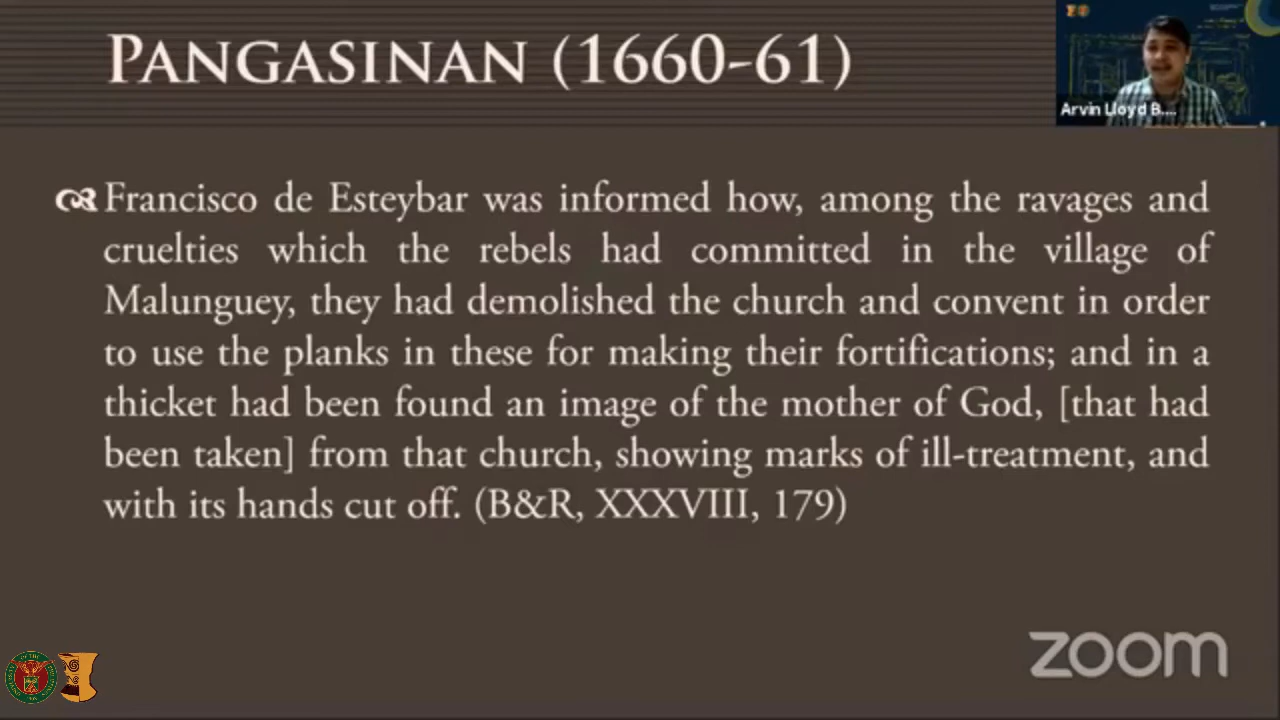 PANGASINAN (1660-61)
Arvin Lloyd B....
Francisco de Esteybar was informed how, among the ravages and
cruelties which the rebels had committed in the village of
Malunguey, they had demolished the church and convent in order
to use the planks in these for making their fortifications; and in a
thicket had been found an image of the mother of God, [that had
been taken] from that church, showing marks of ill-treatment, and
with its hands cut off. (B&R, XXXVIII, 179)
zoom